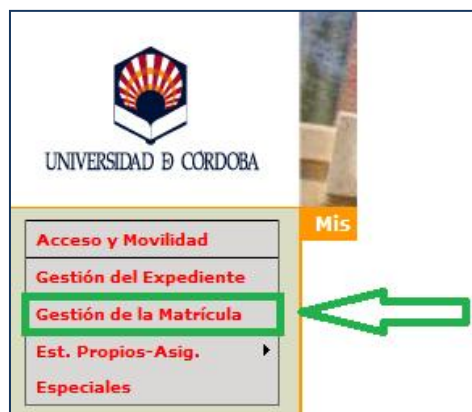 UNIVERSIDAD Ð CÓRDOBA
Mis
Acceso y Movilidad
Gestión del Expediente
Gestión de la Matrícula
Est. Propios-Asig.
Especiales